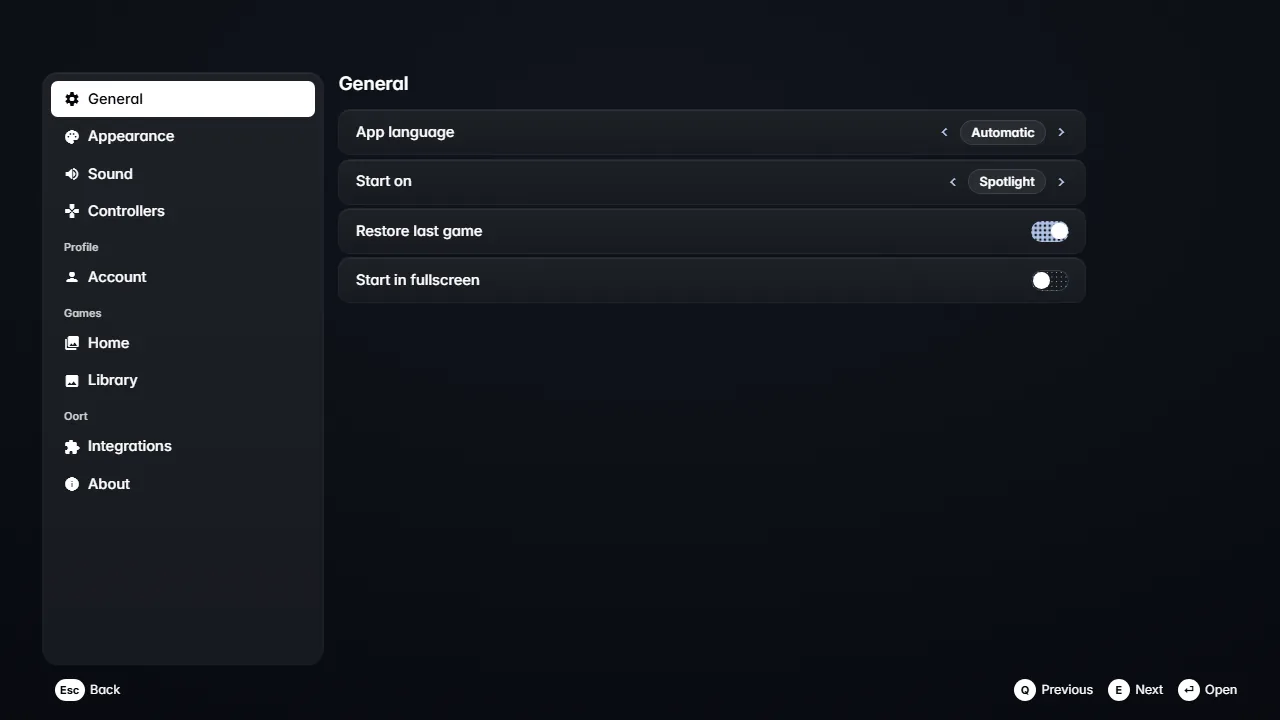 General
Appearance
Sound
Controllers
Profile
Account
Games
Home
Library
Oort
Integrations
About
General
App language
Automatic
Start on
Spotlight
Restore last game
Start in fullscreen
Esc Back
Q Previous E Next Open